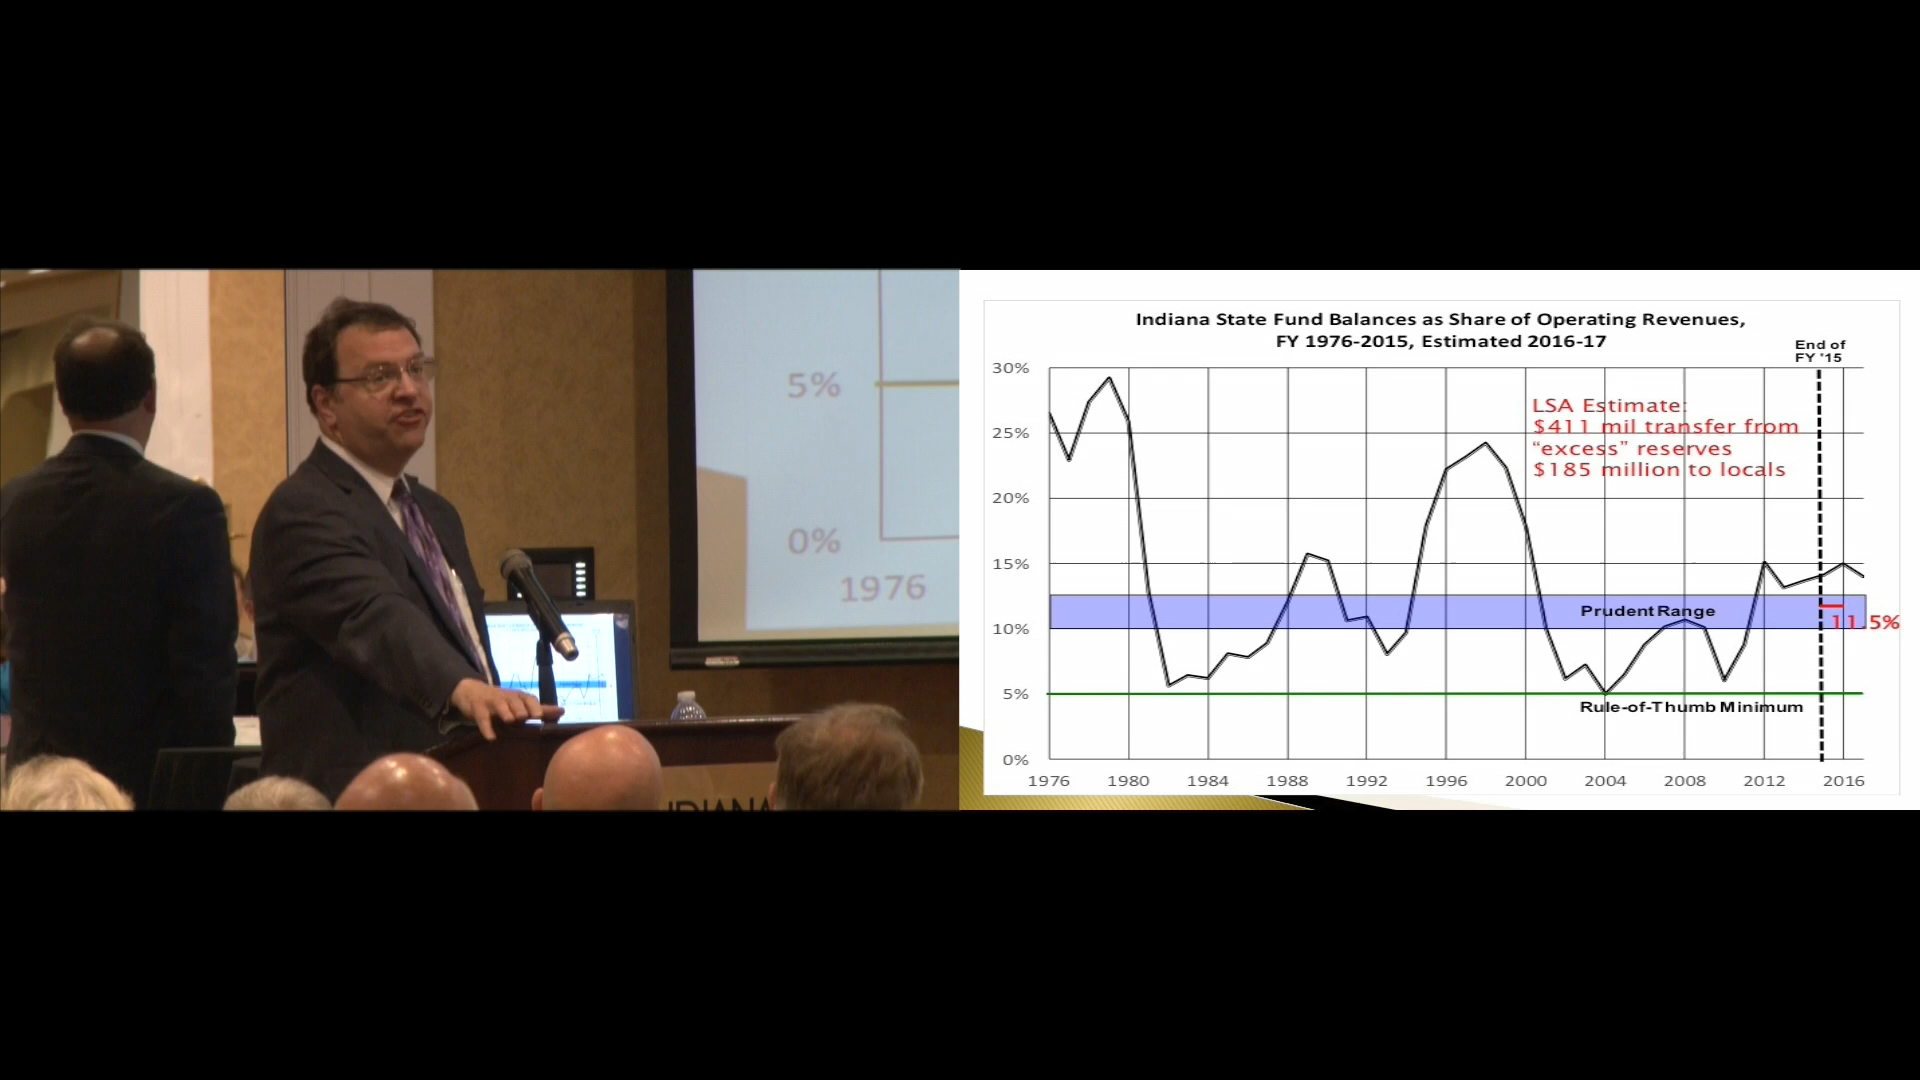 5%
0%
1976
INDIANA
Indiana State Fund Balances as Share of Operating Revenues,
FY 1976-2015, Estimated 2016-17
End of
FY '15
30%
25%
20%
15%
10%
5%
0%
LSA Estimate:
$411 mil transfer from
“excess” reserves
$185 million to locals
Prudent Range
11.5%
Rule-of-Thumb Minimum
1976 1980 1984 1988 1992 1996 2000 2004 2008 2012 2016